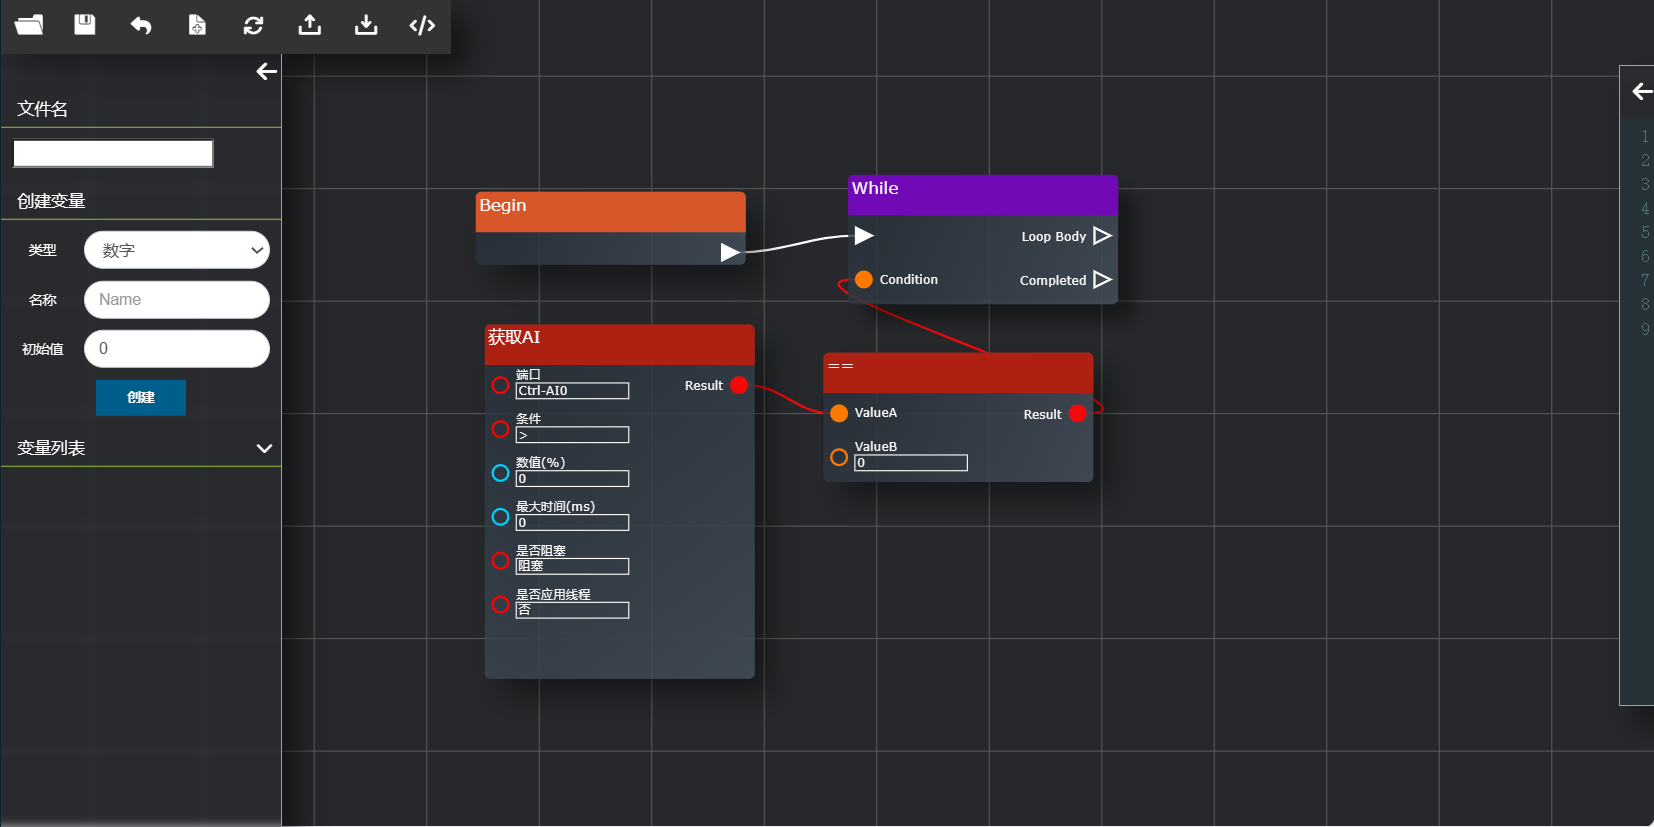 文件名
创建变量
类型
数字
名称
Name
初始值
0
创建
变量列表
Begin
While
Loop Body
Condition
Completed
获取AI
端口
Ctrl-AI0
Result
条件
>
数值(%)
0
最大时间(ms)
0
是否阻塞
阻塞
是否应用线程
否
==
ValueA
Result
ValueB
0
1
2
3
4
5
6
7
8
9